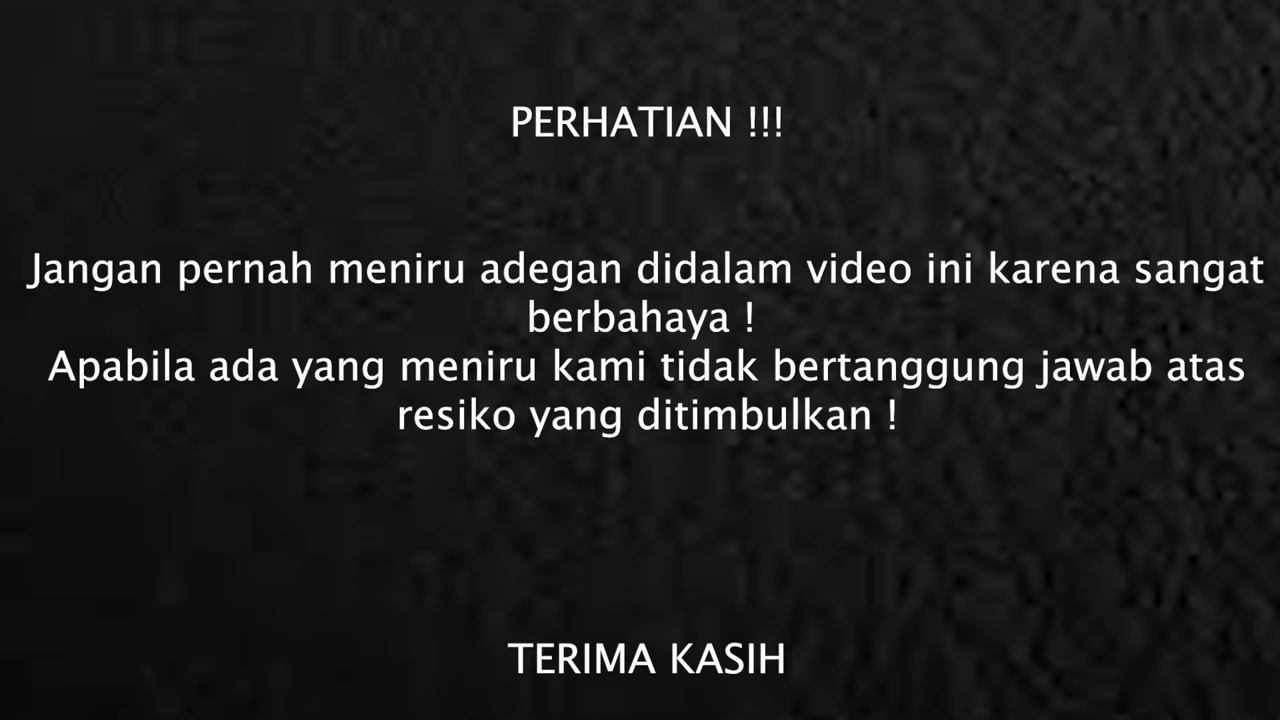 PERHATIAN !!!
Jangan pernah meniru adegan didalam video ini karena sangat
berbahaya !
Apabila ada yang meniru kami tidak bertanggung jawab atas
resiko yang ditimbulkan !
TERIMA KASIH